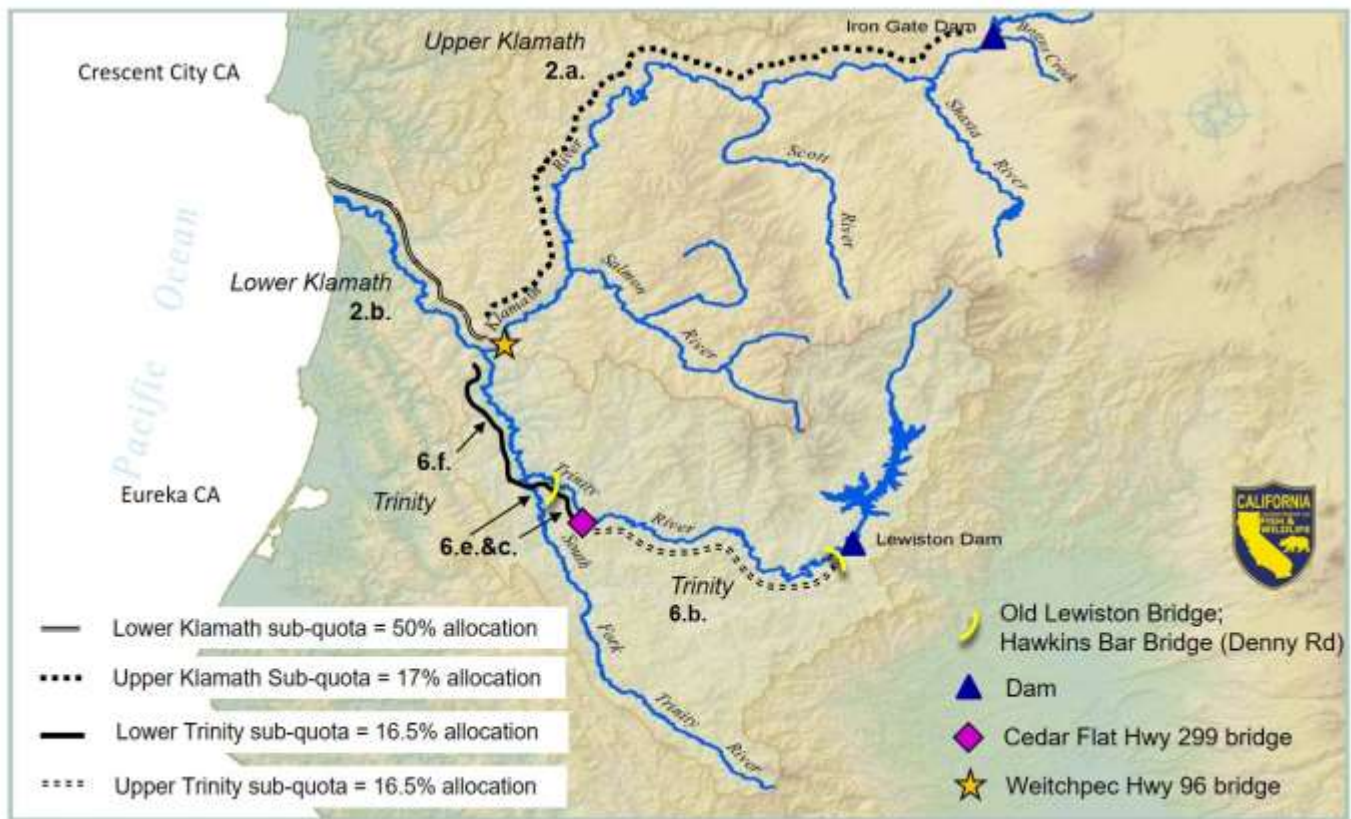 Iron Gate Dam
Bogus Creek
Upper Klamath
2.a.
Crescent City CA
Shasta
River
River
Scott
River
Pacific Ocean
Lower Klamath
2.b.
Klamath
Salmon
River
6.f.
Trinity
Eureka CA
Trinity
River
6.e.&c.
South
Fork
Trinity
River
Trinity
6.b.
Lewiston Dam
CALIFORNIA
FISH &
WILDLIFE
Lower Klamath sub-quota = 50% allocation
Upper Klamath Sub-quota = 17% allocation
Lower Trinity sub-quota = 16.5% allocation
Upper Trinity sub-quota = 16.5% allocation
Old Lewiston Bridge;
Hawkins Bar Bridge (Denny Rd)
Dam
Cedar Flat Hwy 299 bridge
Weitchpec Hwy 96 bridge